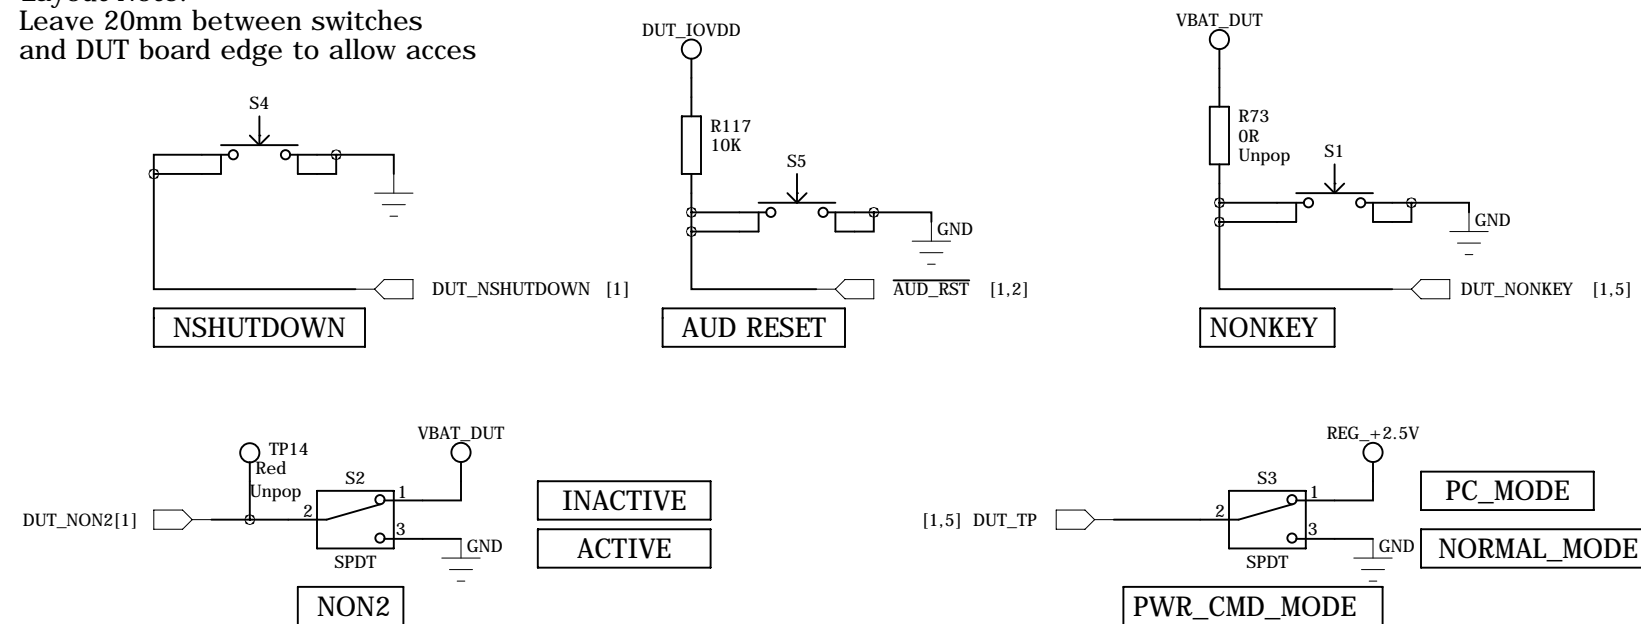 Layout Note:
Leave 20mm between switches
and DUT board edge to allow acces
S4
DUT_NSHUTDOWN [1]
NSHUTDOWN
DUT_IOVDD
R117
10K
S5
GND
AUD_RST [1,2]
AUD RESET
VBAT_DUT
R73
0R
Unpop
S1
GND
DUT_NONKEY [1,5]
NONKEY
TP14
Red
Unpop
VBAT_DUT
S2
1
2
3
DUT_NON2[1]
GND
SPDT
INACTIVE
ACTIVE
NON2
REG_+2.5V
S3
1
2
3
[1,5] DUT_TP
GND
SPDT
PC_MODE
NORMAL_MODE
PWR_CMD_MODE